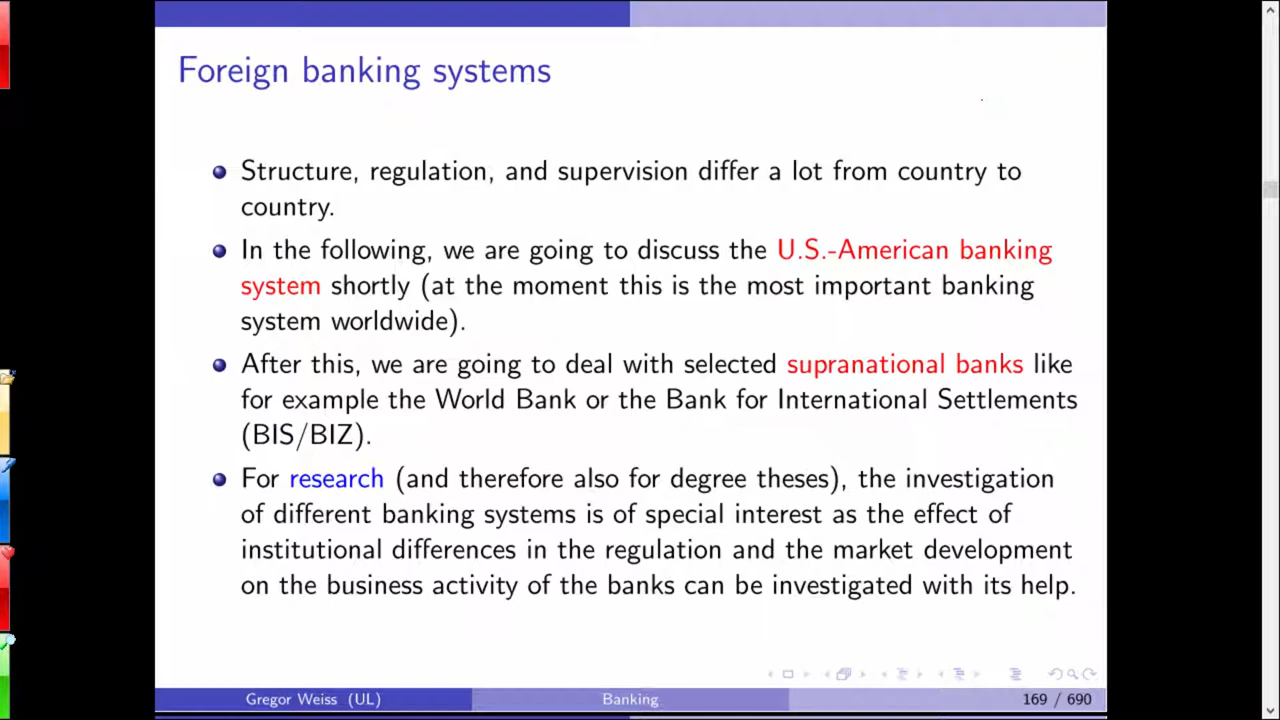 Foreign banking systems
Structure, regulation, and supervision differ a lot from country to
country.
In the following, we are going to discuss the U.S.-American banking
system shortly (at the moment this is the most important banking
system worldwide).
After this, we are going to deal with selected supranational banks like
for example the World Bank or the Bank for International Settlements
(BIS/BIZ).
For research (and therefore also for degree theses), the investigation
of different banking systems is of special interest as the effect of
institutional differences in the regulation and the market development
on the business activity of the banks can be investigated with its help.
Gregor Weiss (UL) Banking 169 / 690